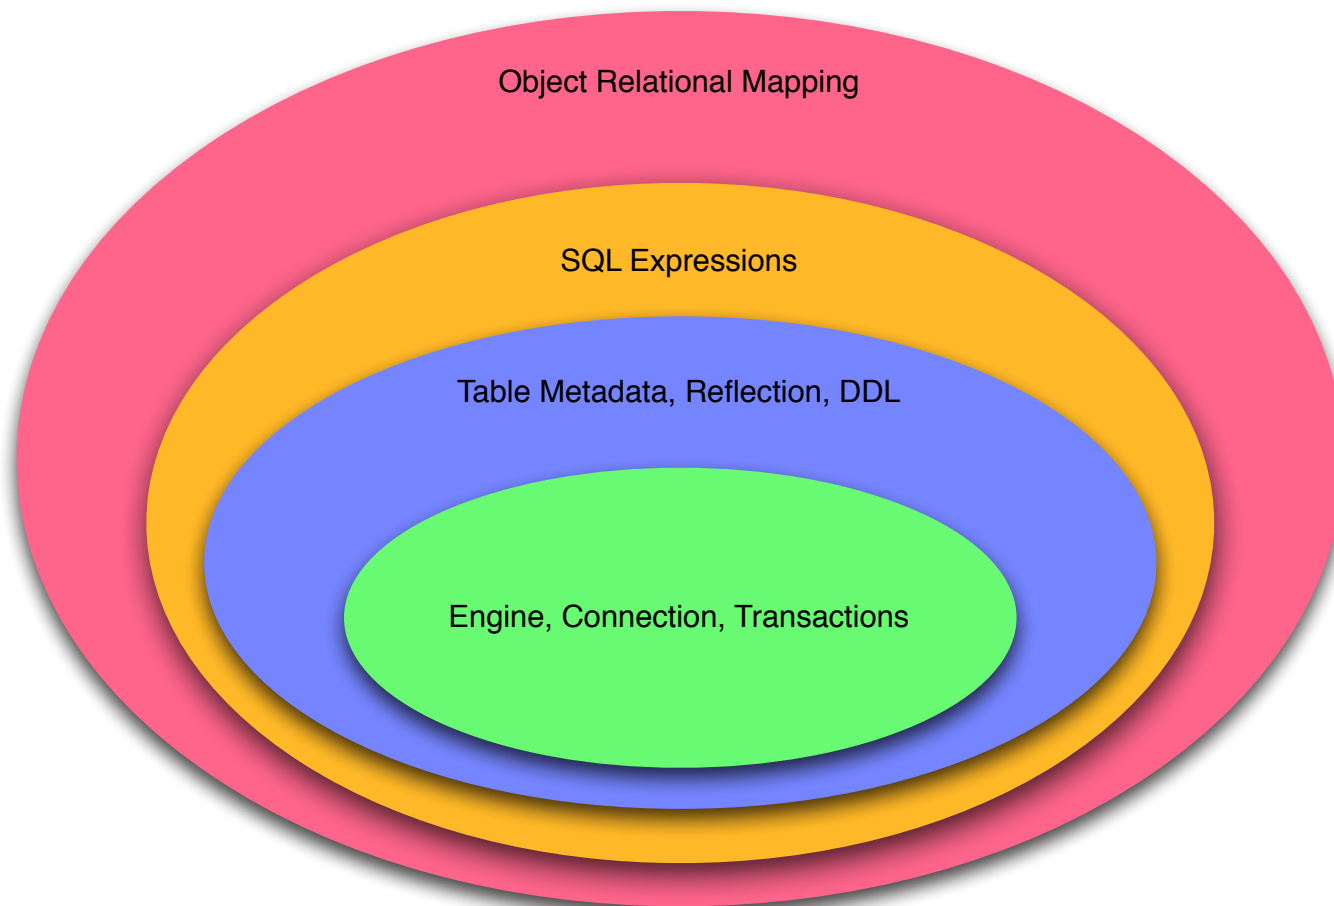 Object Relational Mapping
SQL Expressions
Table Metadata, Reflection, DDL
Engine, Connection, Transactions